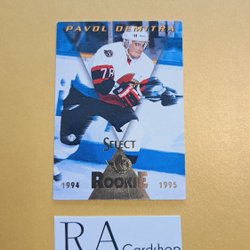 PAVOL DEMITRA
78
SELECT
ROOKIE
1994 1995
RA
Cardshop